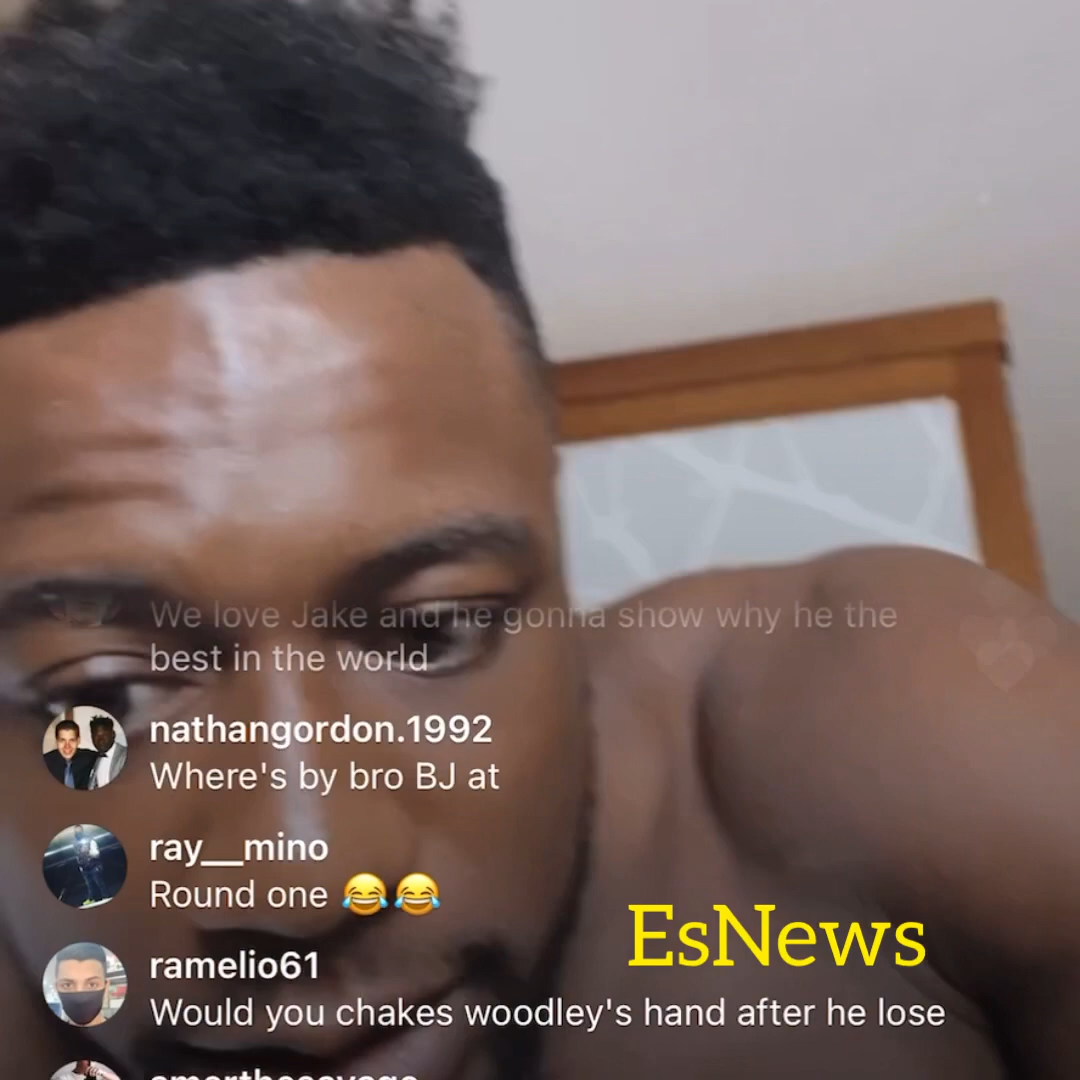 We love Jake and he gonna show why he the
best in the world
nathangordon.1992
Where's by bro BJ at
ray__mino
Round one 😂😂
EsNews
ramelio61
Would you chakes woodley's hand after he lose